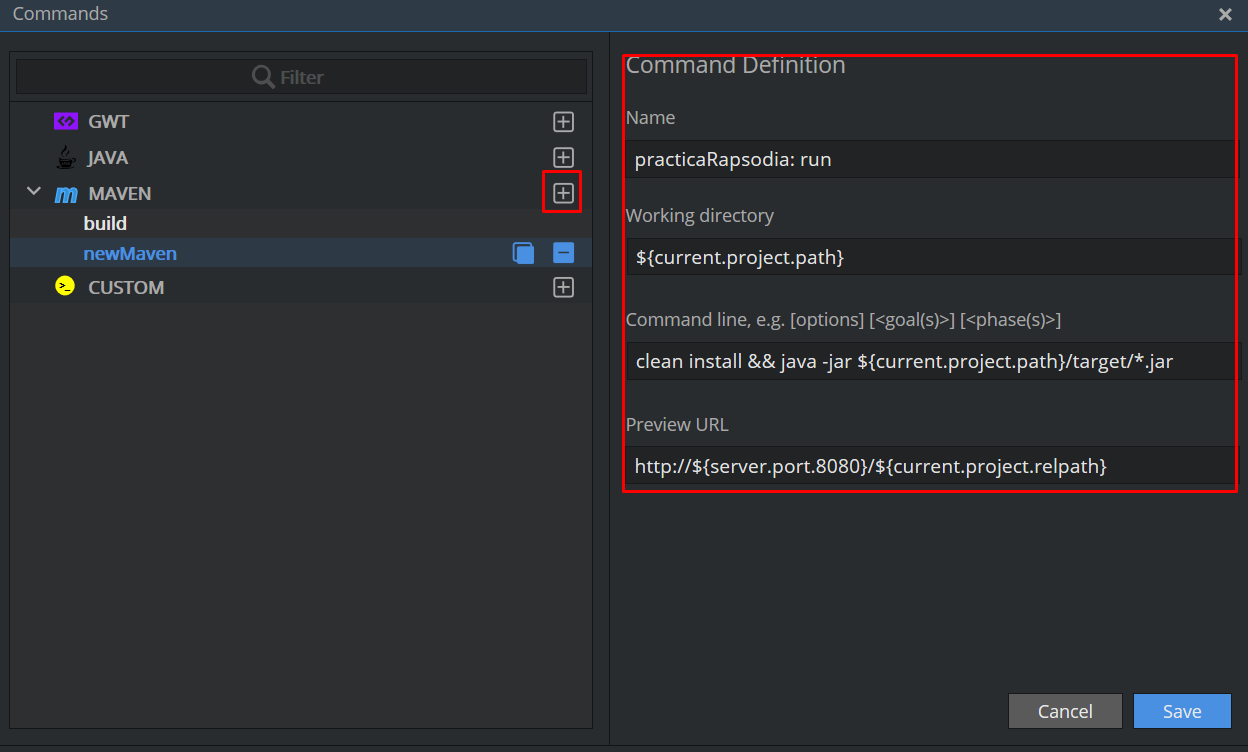 Commands
Filter
GWT
JAVA
MAVEN
build
newMaven
CUSTOM
Command Definition
Name
practicaRapsodia: run
Working directory
${current.project.path}
Command line, e.g. [options] [<goal(s)>] [<phase(s)>]
clean install && java -jar ${current.project.path}/target/*.jar
Preview URL
http://${server.port.8080}/${current.project.relpath}
Cancel
Save